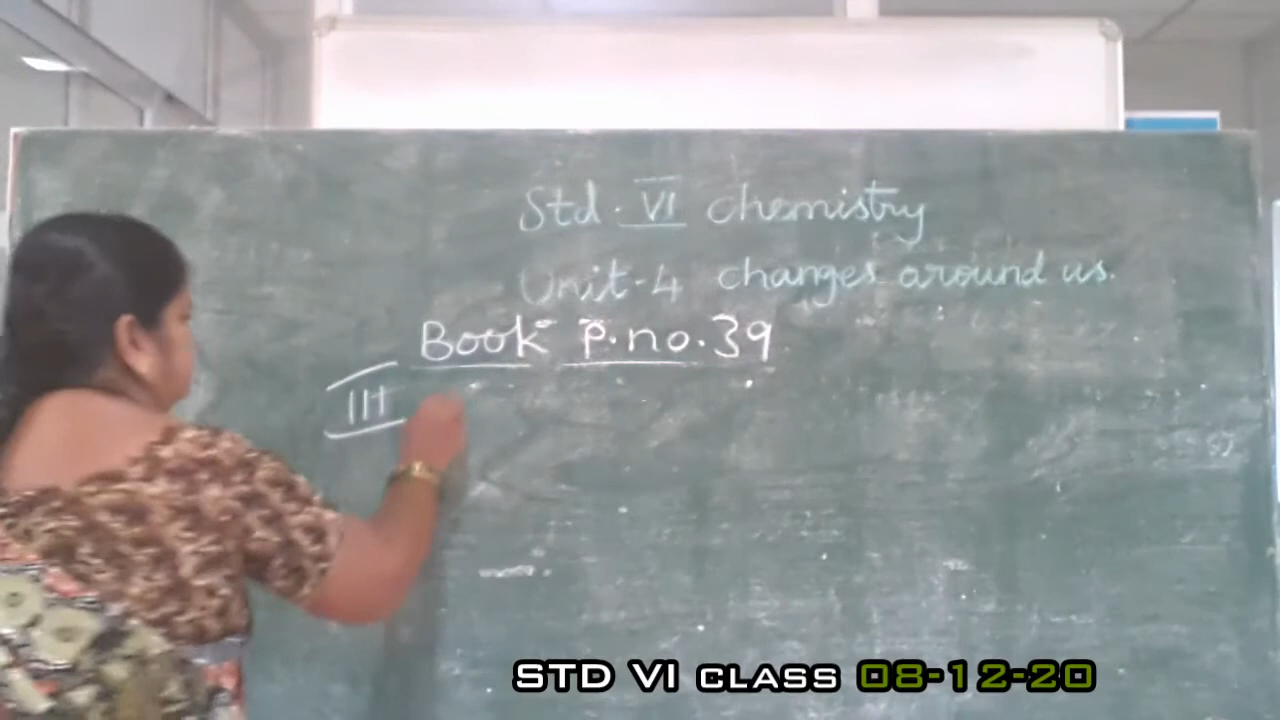 Std. VI chemistry
Unit-4 changes around us.
Book P.no.39
III
STD VI CLASS 08-12-20